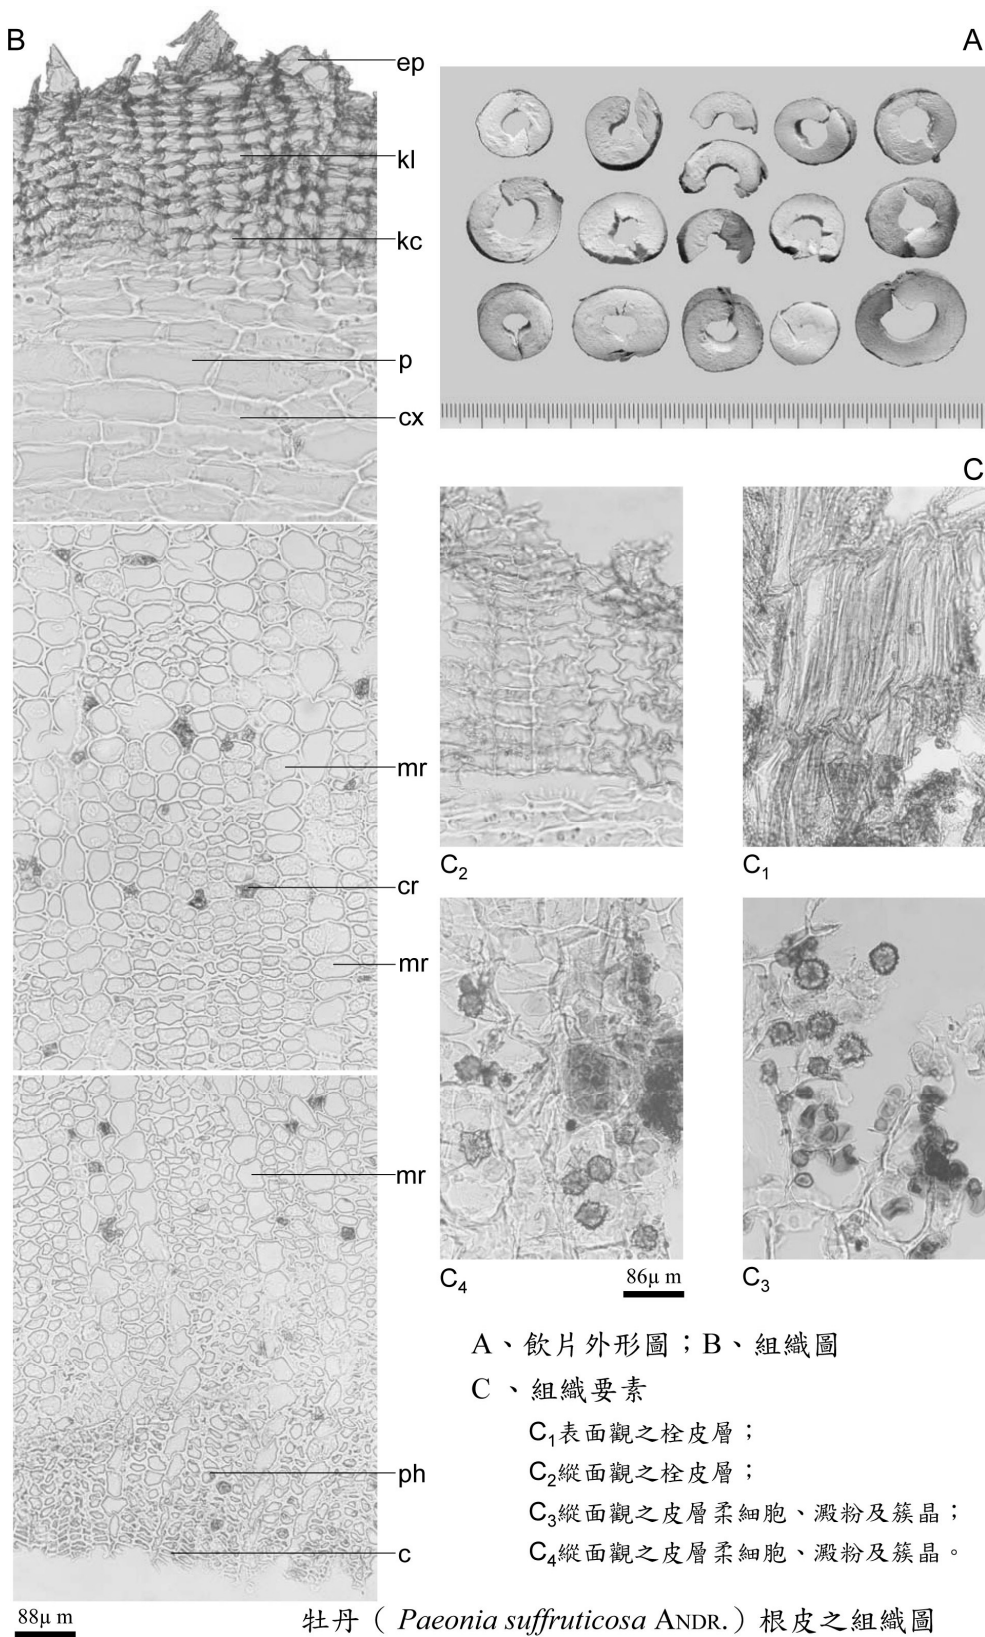 B
A
ep
kl
kc
p
cx
C
mr
C2
C1
cr
mr
mr
C4
86μ m
C3
A、飲片外形圖；B、組織圖
C 、組織要素
C1表面觀之栓皮層；
C2縱面觀之栓皮層；
C3縱面觀之皮層柔細胞、澱粉及簇晶；
C4縱面觀之皮層柔細胞、澱粉及簇晶。
ph
c
88μ m
牡丹（ Paeonia suffruticosa ANDR.）根皮之組織圖